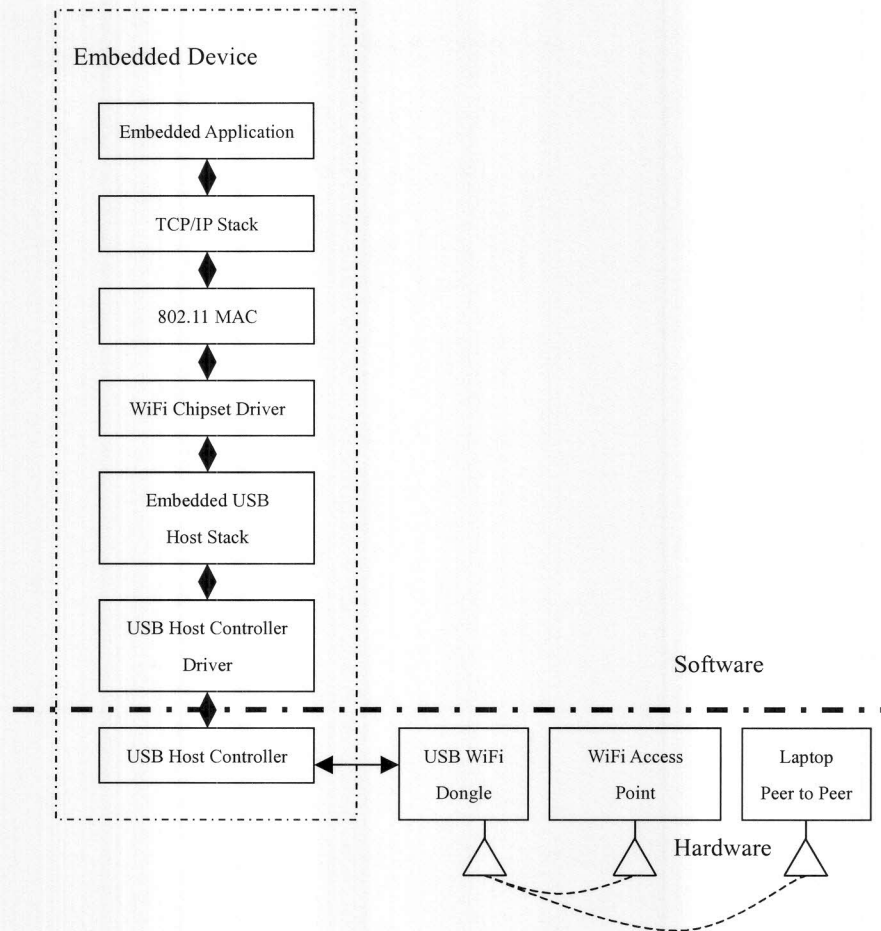 Embedded Device
Embedded Application
TCP/IP Stack
802.11 MAC
WiFi Chipset Driver
Embedded USB
Host Stack
USB Host Controller
Driver
Software
USB Host Controller
USB WiFi
Dongle
WiFi Access
Point
Laptop
Peer to Peer
Hardware